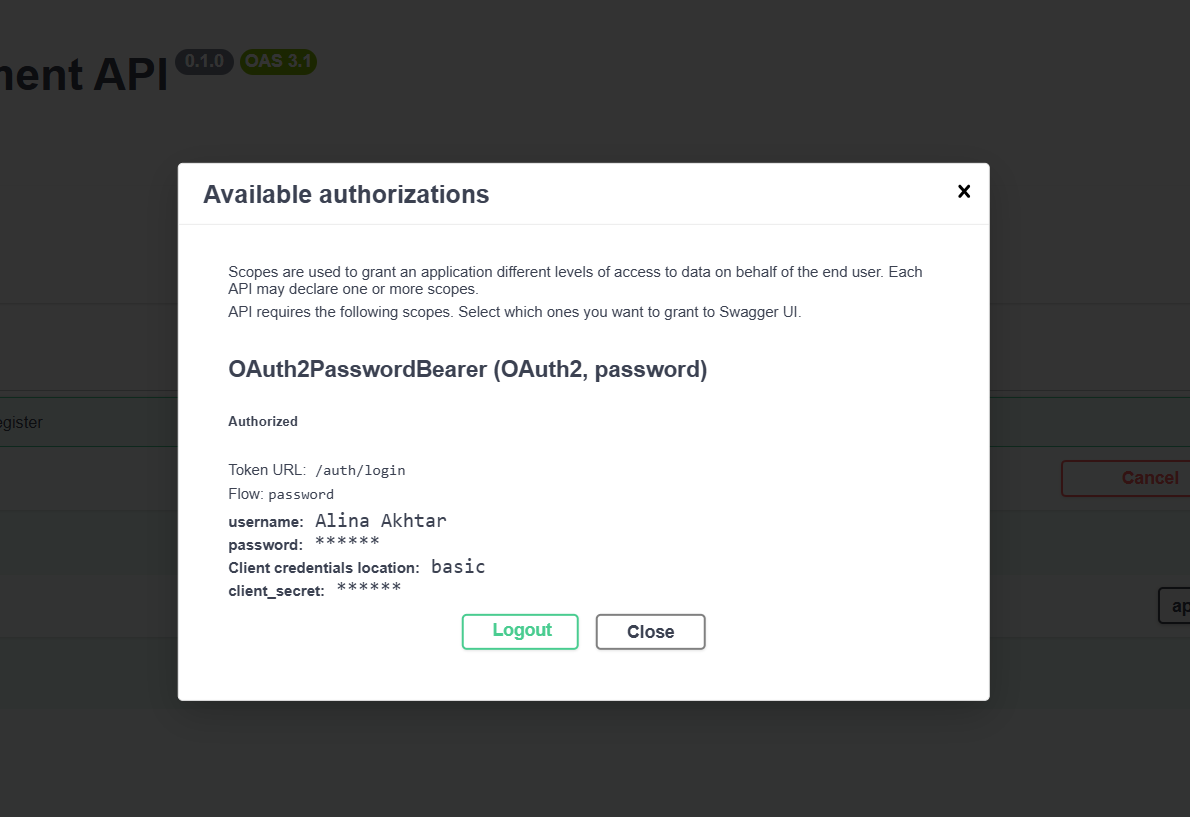 API 0.1.0 OAS 3.1
Available authorizations
Scopes are used to grant an application different levels of access to data on behalf of the end user. Each
API may declare one or more scopes.
API requires the following scopes. Select which ones you want to grant to Swagger UI.
OAuth2PasswordBearer (OAuth2, password)
Authorized
Token URL: /auth/login
Flow: password
username: Alina Akhtar
password: ******
Client credentials location: basic
client_secret: ******
Logout Close
Cancel